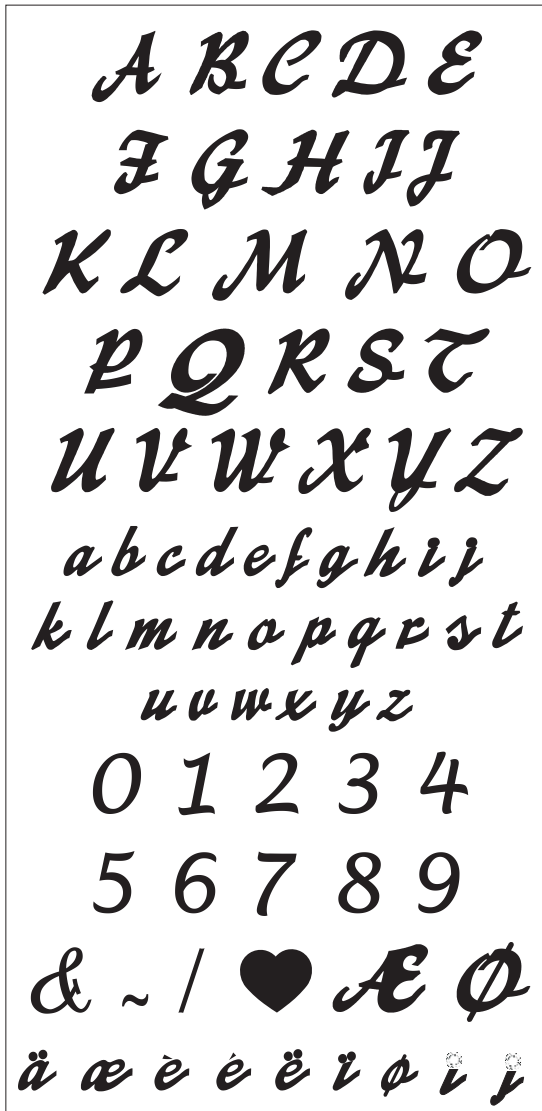 A B C D E
F G H I J
K L M N O
P Q R S T
U V W X Y Z
a b c d e f g h i j
k l m n o p q r s t
u v w x y z
0 1 2 3 4
5 6 7 8 9
& ~ / ♥ Æ Ø
ä æ è é ë ï ø i j